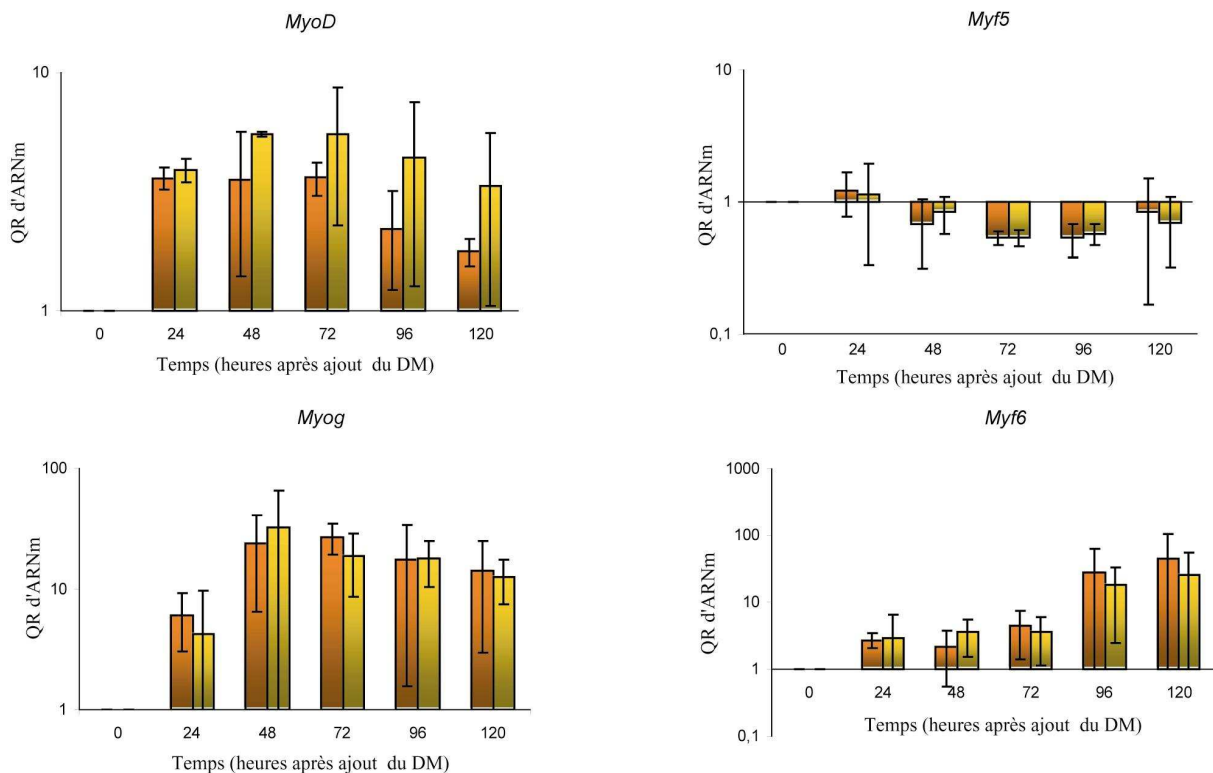 MyoD
10
QR d'ARNm
1
0 24 48 72 96 120
Temps (heures après ajout du DM)
Myf5
10
QR d'ARNm
1
0,1
0 24 48 72 96 120
Temps (heures après ajout du DM)
Myog
100
QR d'ARNm
10
1
0 24 48 72 96 120
Temps (heures après ajout du DM)
Myf6
1000
100
QR d'ARNm
10
1
0 24 48 72 96 120
0,1
Temps (heures après ajout du DM)